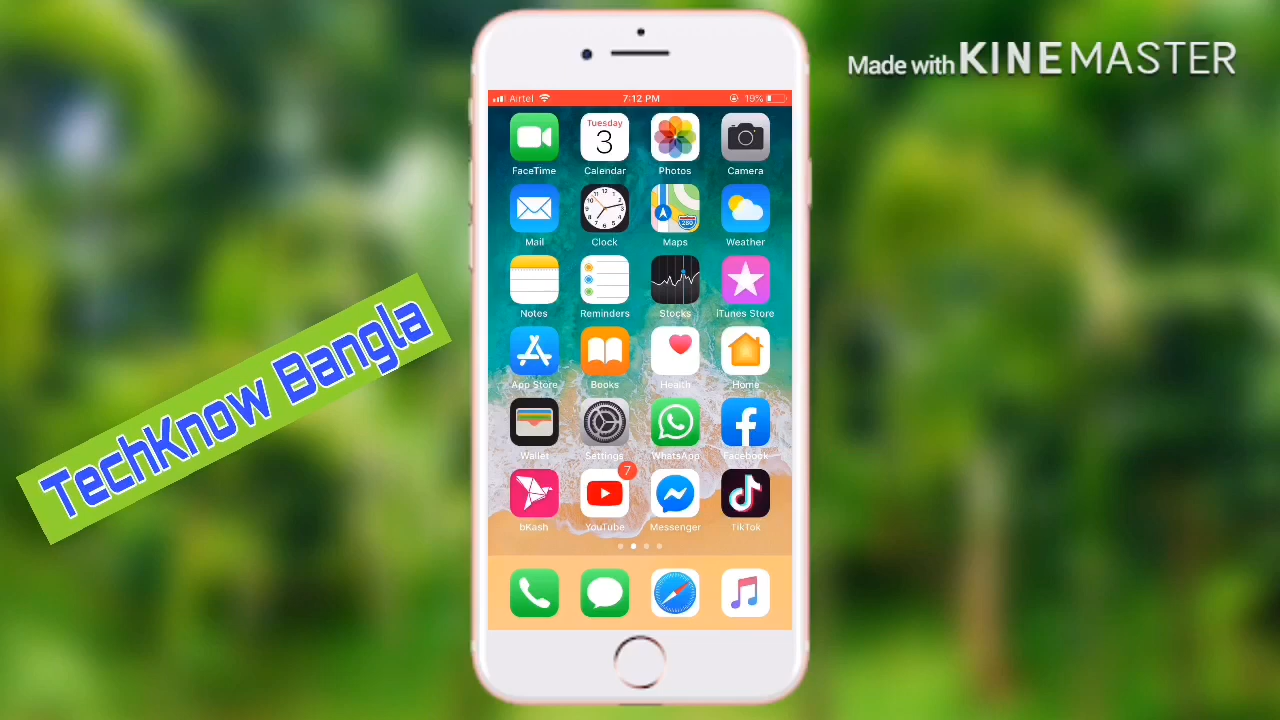 Made with KINEMASTER
Airtel 7:12 PM 19%
Tuesday
3
FaceTime Calendar Photos Camera
12
280
Mail Clock Maps Weather
Notes Reminders Stocks iTunes Store
App Store Books Health Home
Wallet Settings WhatsApp Facebook
7
bKash YouTube Messenger TikTok
TechKnow Bangla